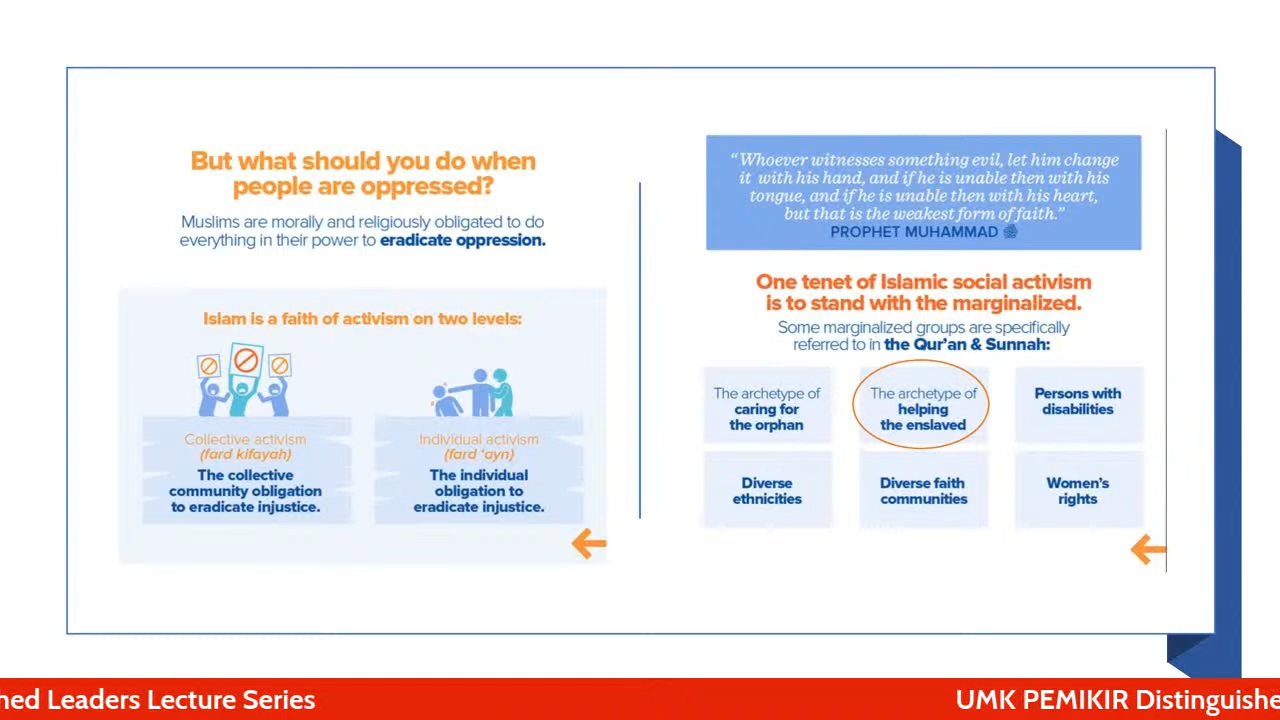 But what should you do when
people are oppressed?
Muslims are morally and religiously obligated to do
everything in their power to eradicate oppression.
Islam is a faith of activism on two levels:
Collective activism
(fard kifayah)
The collective
community obligation
to eradicate injustice.
Individual activism
(fard ‘ayn)
The individual
obligation to
eradicate injustice.
“Whoever witnesses something evil, let him change
it with his hand, and if he is unable then with his
tongue, and if he is unable then with his heart,
but that is the weakest form of faith.”
PROPHET MUHAMMAD ﷺ
One tenet of Islamic social activism
is to stand with the marginalized.
Some marginalized groups are specifically
referred to in the Qur’an & Sunnah:
The archetype of
caring for
the orphan
The archetype of
helping
the enslaved
Persons with
disabilities
Diverse
ethnicities
Diverse faith
communities
Women’s
rights
hed Leaders Lecture Series
UMK PEMIKIR Distinguishe